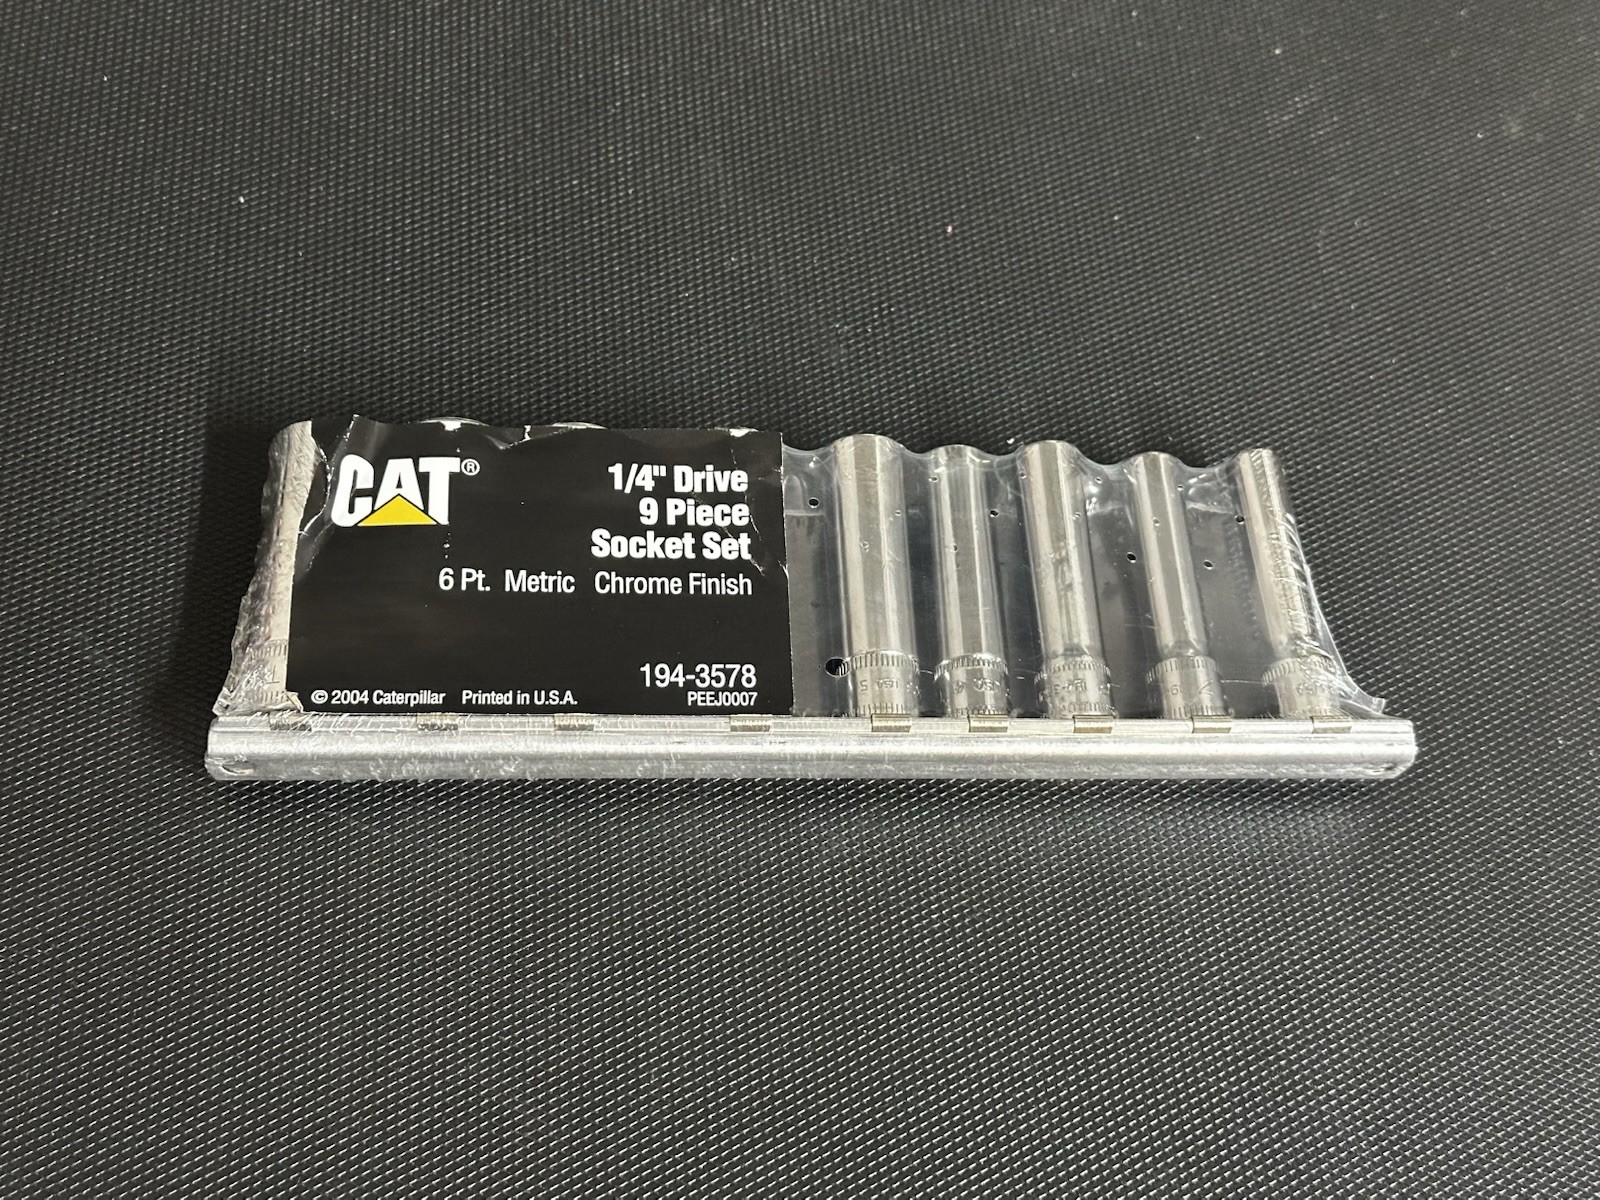 CAT®
1/4" Drive
9 Piece
Socket Set
6 Pt. Metric Chrome Finish
194-3578
© 2004 Caterpillar Printed in U.S.A. PEEJ0007